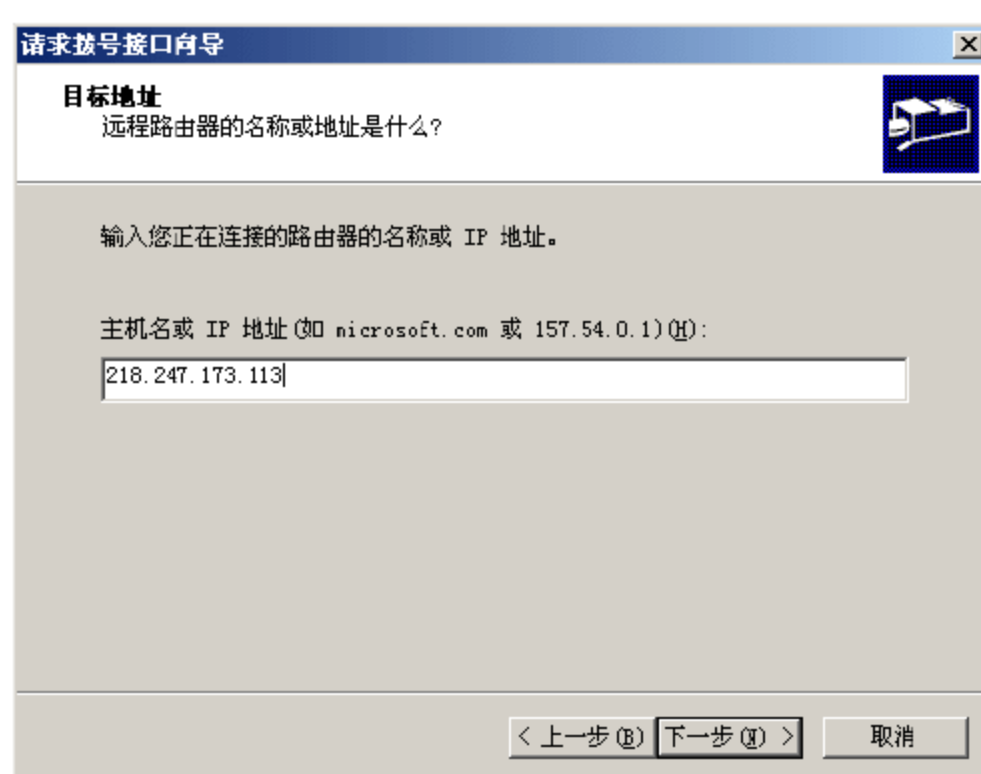 请求拨号接口向导
目标地址
远程路由器的名称或地址是什么?
输入您正在连接的路由器的名称或 IP 地址。
主机名或 IP 地址(如 microsoft.com 或 157.54.0.1)(H):
218.247.173.113
< 上一步(B) 下一步(N) > 取消